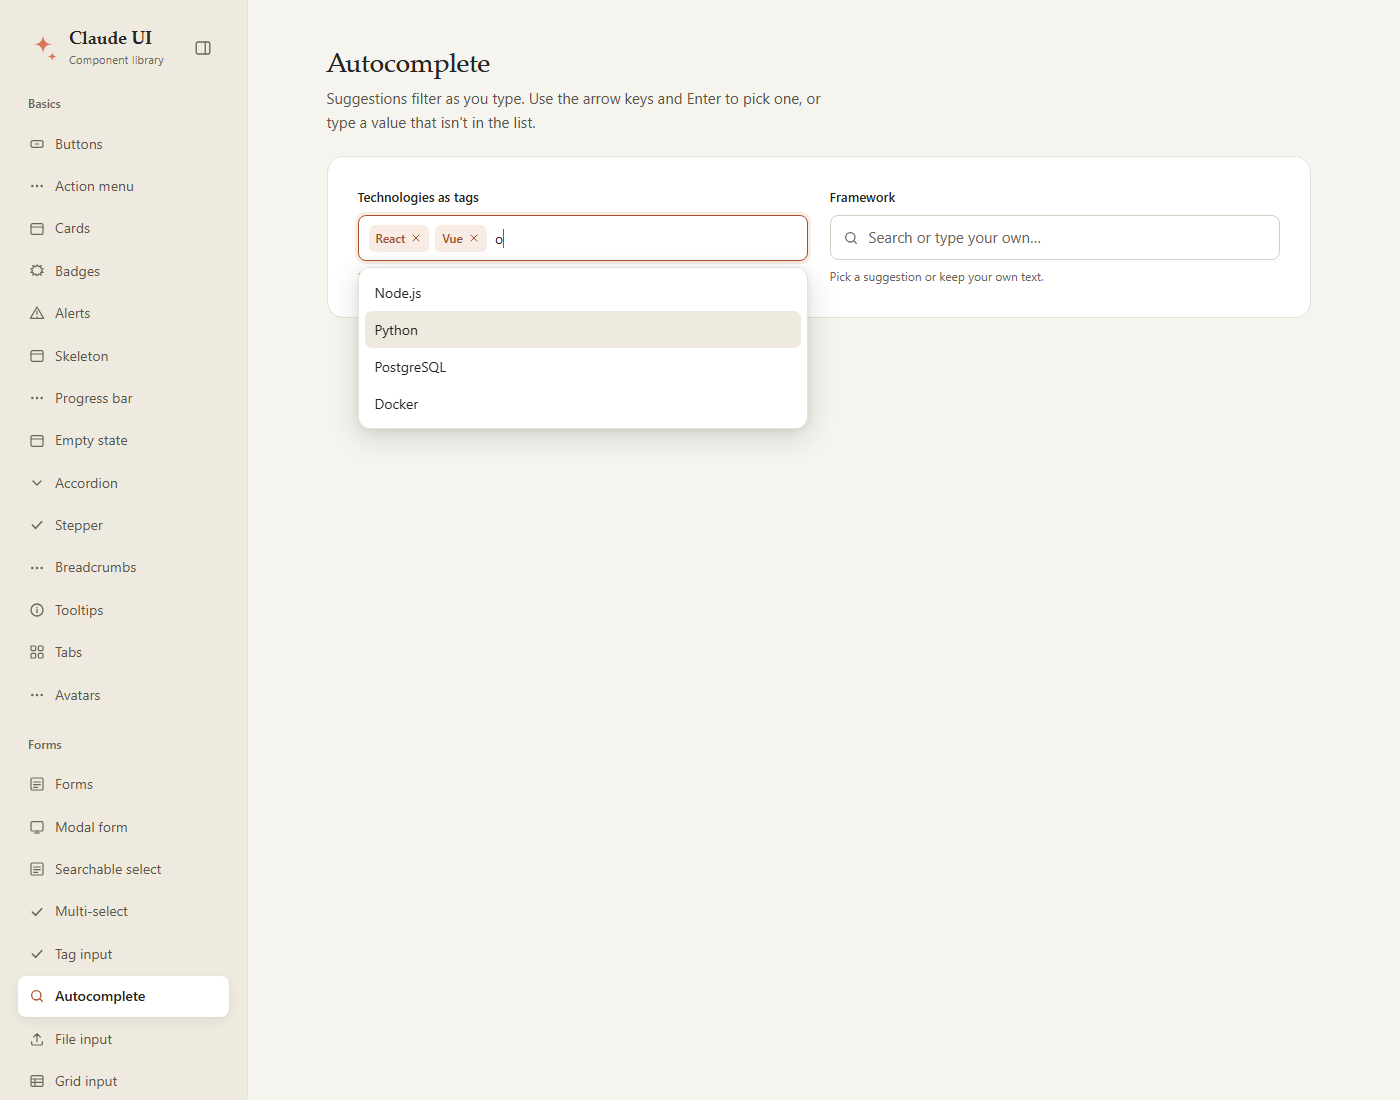 Claude UI
Component library
Basics
Buttons
Action menu
Cards
Badges
Alerts
Skeleton
Progress bar
Empty state
Accordion
Stepper
Breadcrumbs
Tooltips
Tabs
Avatars
Forms
Forms
Modal form
Searchable select
Multi-select
Tag input
Autocomplete
File input
Grid input
Autocomplete
Suggestions filter as you type. Use the arrow keys and Enter to pick one, or
type a value that isn't in the list.
Technologies as tags
React
Vue
o
Node.js
Python
PostgreSQL
Docker
Framework
Search or type your own...
Pick a suggestion or keep your own text.